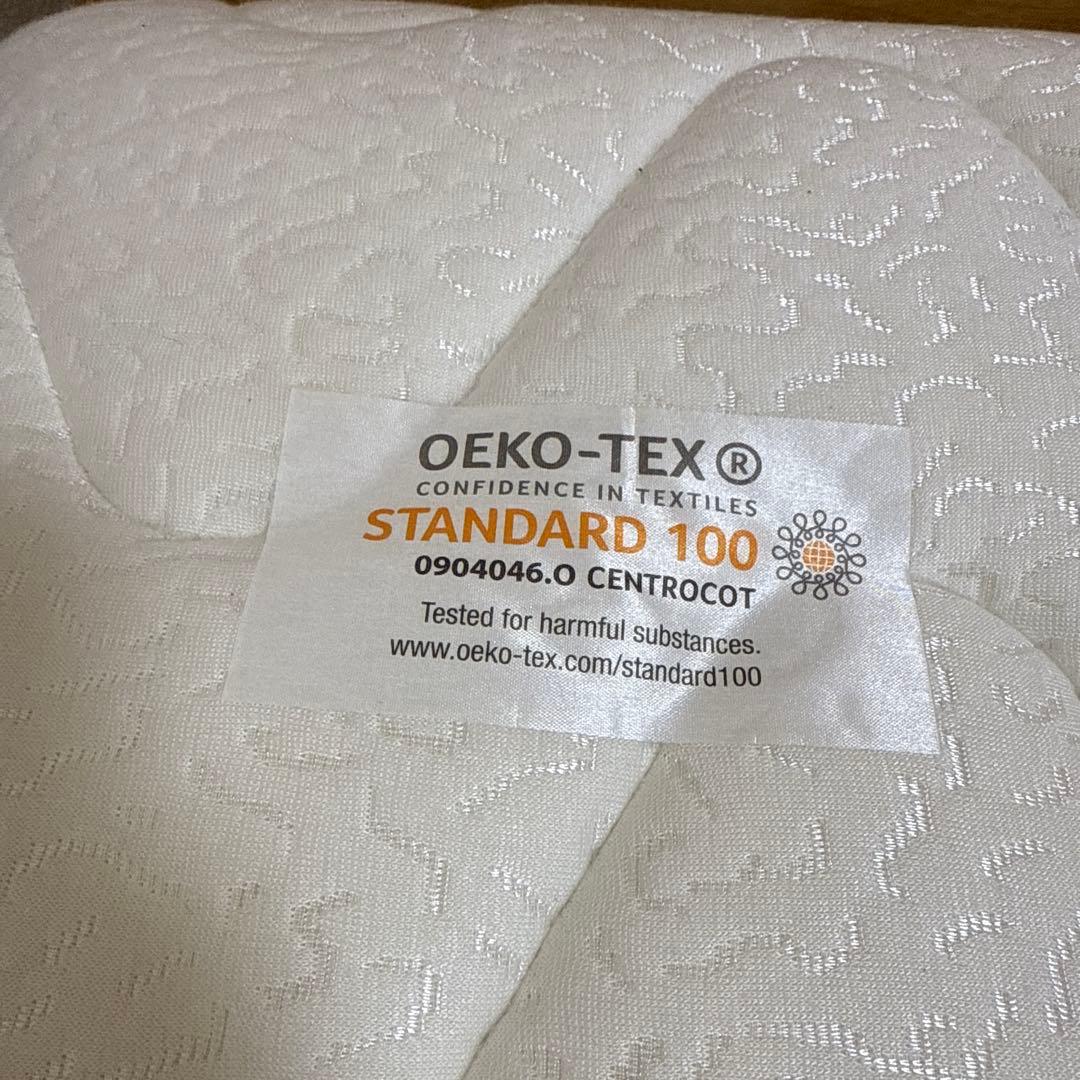 OEKO-TEX®
CONFIDENCE IN TEXTILES
STANDARD 100
0904046.O CENTROCOT
Tested for harmful substances.
www.oeko-tex.com/standard100